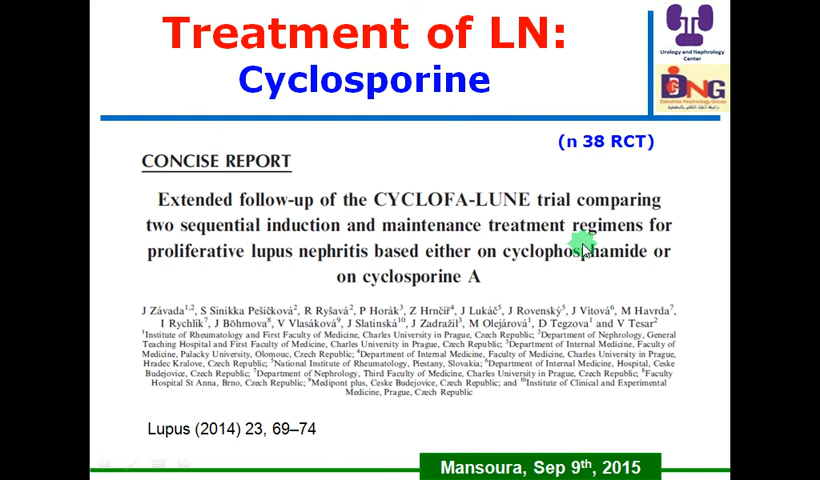 Treatment of LN:
Cyclosporine
Urology and Nephrology
Center
(n 38 RCT)
CONCISE REPORT
Extended follow-up of the CYCLOFA-LUNE trial comparing
two sequential induction and maintenance treatment regimens for
proliferative lupus nephritis based either on cyclophosphamide or
on cyclosporine A
J Závada1,2, S Sinikka Pešičková2, R Ryšavá2, P Horák3, Z Hrnčíř4, J Lukáč5, J Rovenský5, J Vítová6, M Havrda7,
I Rychlík7, J Böhmova8, V Vlasáková9, J Slatinská10, J Zadražil3, M Olejárová1, D Tegzova1 and V Tesar2
1Institute of Rheumatology and First Faculty of Medicine, Charles University in Prague, Czech Republic; 2Department of Nephrology, General
Teaching Hospital and First Faculty of Medicine, Charles University in Prague, Czech Republic; 3Department of Internal Medicine, Faculty of
Medicine, Palacky University, Olomouc, Czech Republic; 4Department of Internal Medicine, Faculty of Medicine, Charles University in Prague,
Hradec Kralove, Czech Republic; 5National Institute of Rheumatology, Piestany, Slovakia; 6Department of Internal Medicine, Hospital, Ceske
Budejovice, Czech Republic; 7Department of Nephrology, Third Faculty of Medicine, Charles University in Prague, Czech Republic; 8Faculty
Hospital St Anna, Brno, Czech Republic; 9Medipont plus, Ceske Budejovice, Czech Republic; and 10Institute of Clinical and Experimental
Medicine, Prague, Czech Republic
Lupus (2014) 23, 69–74
Mansoura, Sep 9th, 2015